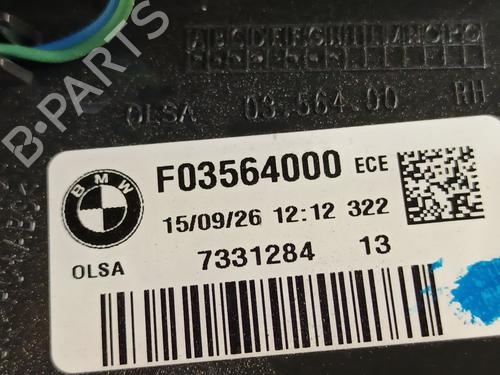 B-PARTS
OLSA 03.564.00 RH
BMW
F03564000 ECE
15/09/26 12:12 322
7331284 13
OLSA